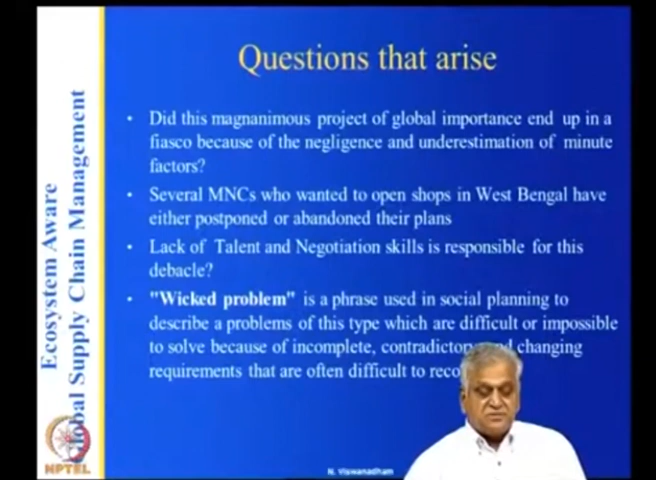 Questions that arise
• Did this magnanimous project of global importance end up in a
fiasco because of the negligence and underestimation of minute
factors?
• Several MNCs who wanted to open shops in West Bengal have
either postponed or abandoned their plans
• Lack of Talent and Negotiation skills is responsible for this
debacle?
• "Wicked problem" is a phrase used in social planning to
describe a problems of this type which are difficult or impossible
to solve because of incomplete, changing
requirements that are often difficult to
Ecosystem Aware
Global Supply Chain Management
NPTEL
N. Viswanadham